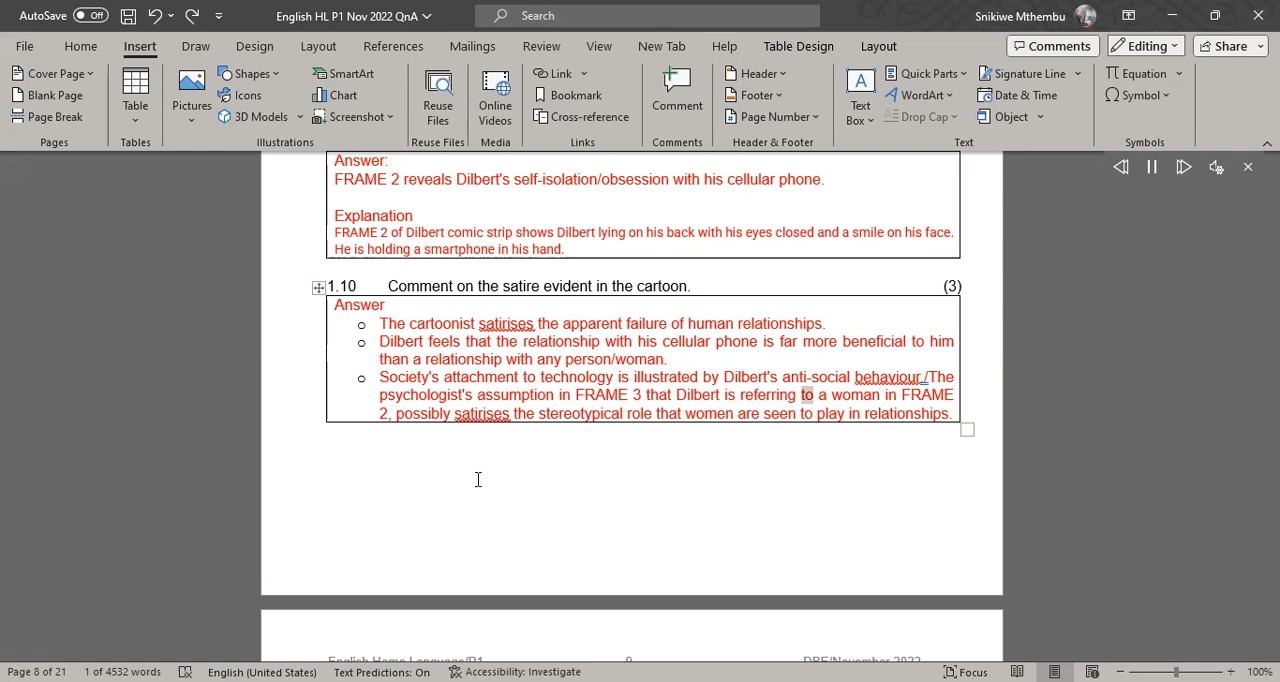 AutoSave Off English HL P1 Nov 2022 QnA Search Snikiwe Mthembu
File Home Insert Draw Design Layout References Mailings Review View New Tab Help Table Design Layout Comments Editing Share
Cover Page
Blank Page
Page Break
Pages
Table
Tables
Pictures
Shapes
Icons
3D Models
SmartArt
Chart
Screenshot
Illustrations
Reuse
Files
Reuse Files
Online
Videos
Media
Link
Bookmark
Cross-reference
Links
Comment
Comments
Header
Footer
Page Number
Header & Footer
Text
Box
Quick Parts
WordArt
Drop Cap
Signature Line
Date & Time
Object
Text
Equation
Symbol
Symbols
Answer:
FRAME 2 reveals Dilbert's self-isolation/obsession with his cellular phone.
Explanation
FRAME 2 of Dilbert comic strip shows Dilbert lying on his back with his eyes closed and a smile on his face.
He is holding a smartphone in his hand.
1.10 Comment on the satire evident in the cartoon. (3)
Answer
o The cartoonist satirises the apparent failure of human relationships.
o Dilbert feels that the relationship with his cellular phone is far more beneficial to him
than a relationship with any person/woman.
o Society's attachment to technology is illustrated by Dilbert's anti-social behaviour./The
psychologist's assumption in FRAME 3 that Dilbert is referring to a woman in FRAME
2, possibly satirises the stereotypical role that women are seen to play in relationships.
English Home Language/P1 9 DBE/November 2022
Page 8 of 21 1 of 4532 words English (United States) Text Predictions: On Accessibility: Investigate Focus 100%